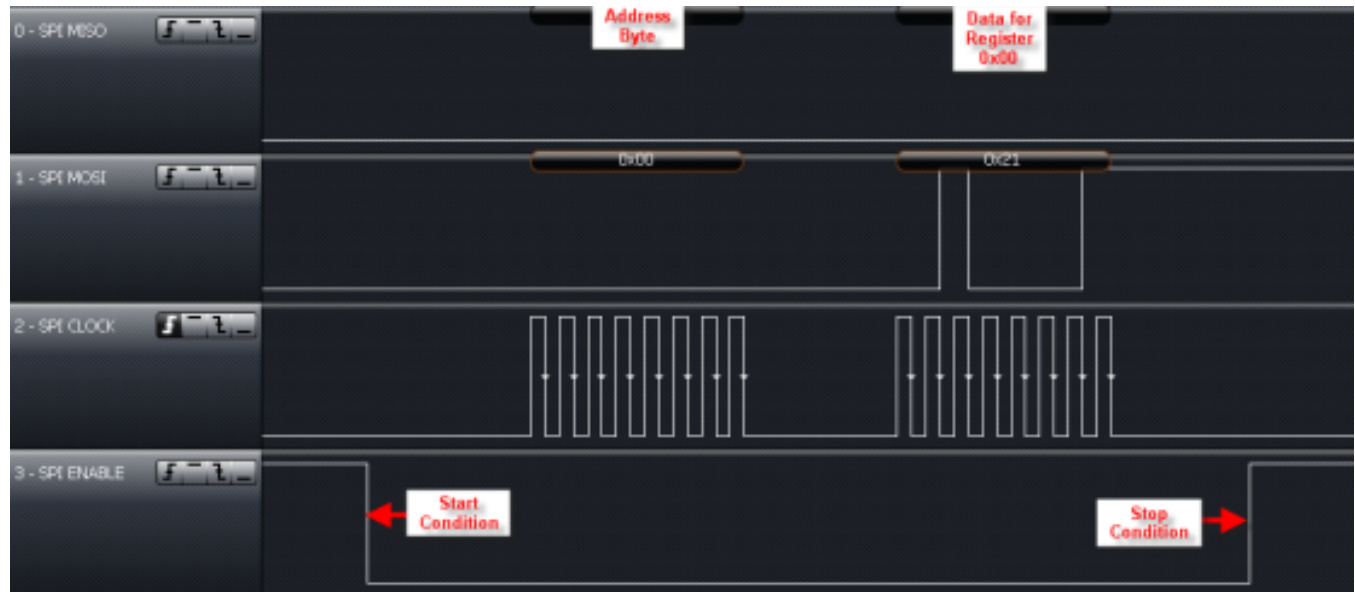 0 - SPI MISO
Address
Byte
Data for
Register
0x00
1 - SPI MOSI
0x00
0x21
2 - SPI CLOCK
3 - SPI ENABLE
Start
Condition
Stop
Condition